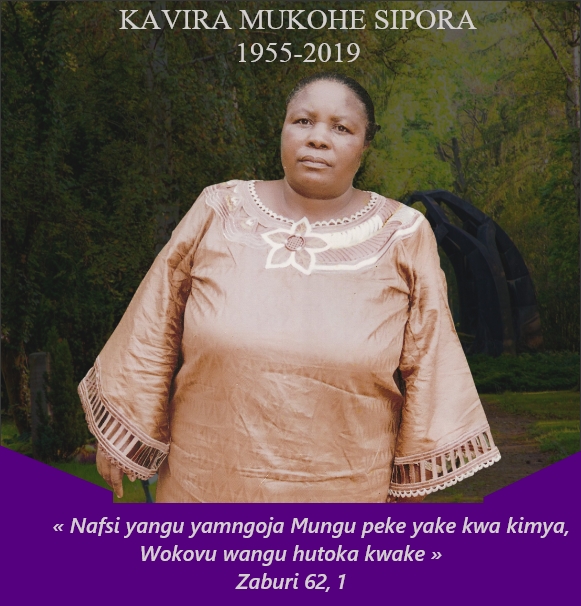 KAVIRA MUKOHE SIPORA
1955-2019
« Nafsi yangu yamngoja Mungu peke yake kwa kimya,
Wokovu wangu hutoka kwake »
Zaburi 62, 1